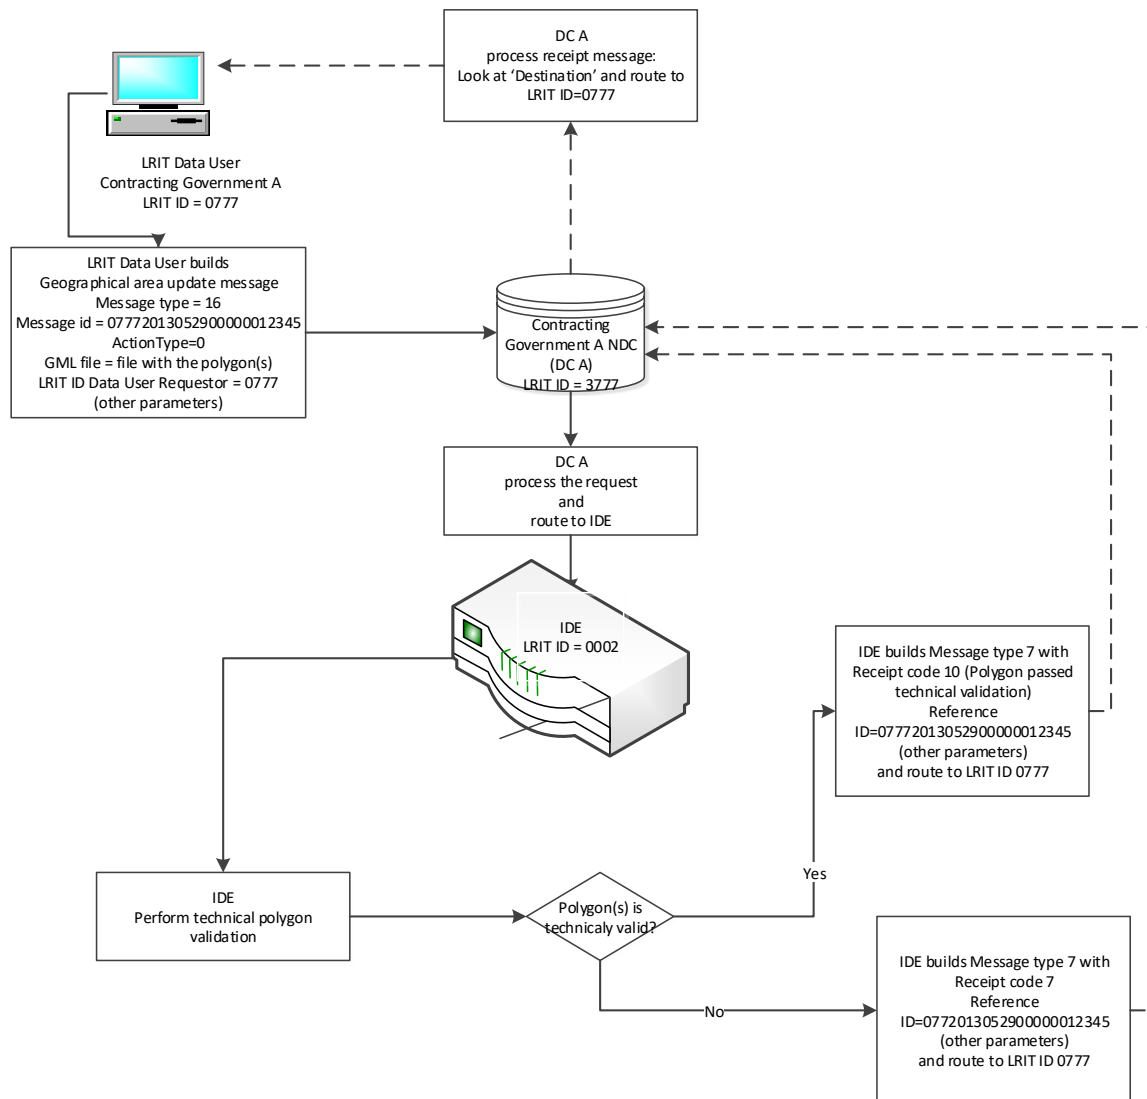 DC A
process receipt message:
Look at ‘Destination’ and route to
LRIT ID=0777
LRIT Data User
Contracting Government A
LRIT ID = 0777
LRIT Data User builds
Geographical area update message
Message type = 16
Message id = 07772013052900000012345
ActionType=0
GML file = file with the polygon(s)
LRIT ID Data User Requestor = 0777
(other parameters)
Contracting
Government A NDC
(DC A)
LRIT ID = 3777
DC A
process the request
and
route to IDE
IDE
LRIT ID = 0002
IDE builds Message type 7 with
Receipt code 10 (Polygon passed
technical validation)
Reference
ID=07772013052900000012345
(other parameters)
and route to LRIT ID 0777
Yes
IDE
Perform technical polygon
validation
Polygon(s) is
technicaly valid?
No
IDE builds Message type 7 with
Receipt code 7
Reference
ID=0772013052900000012345
(other parameters)
and route to LRIT ID 0777